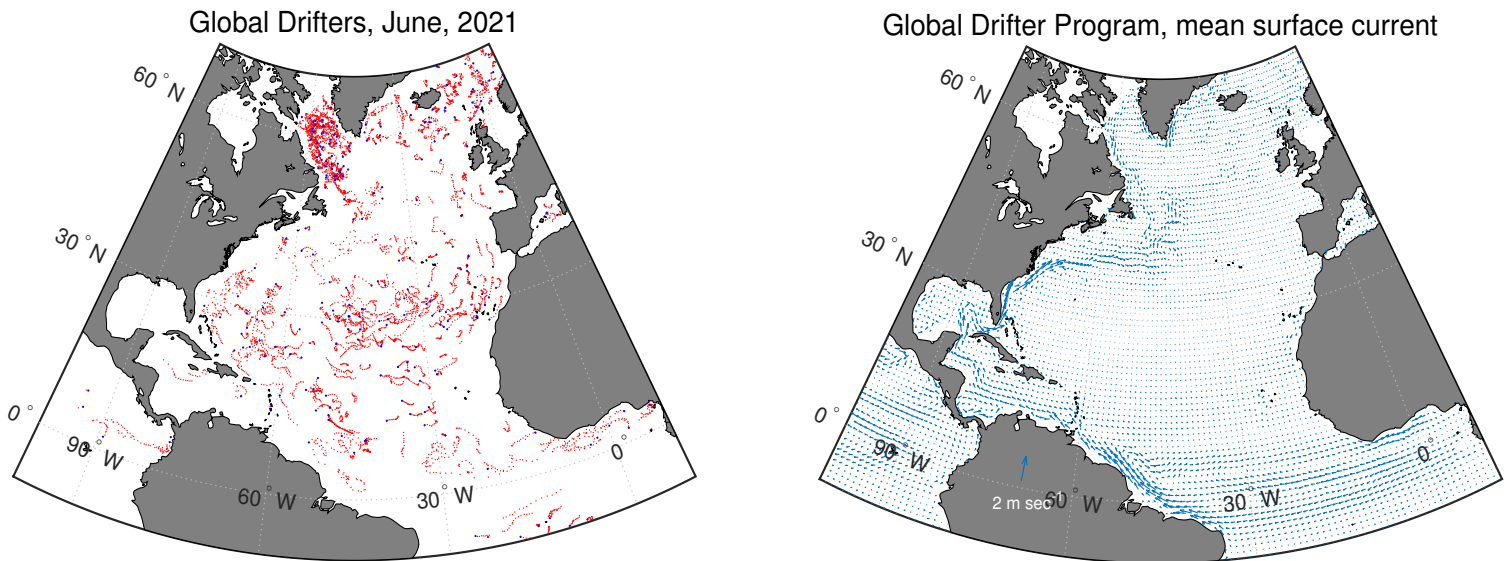 Global Drifters, June, 2021
60° N
30° N
0°
90° W
60° W
30° W
0°
Global Drifter Program, mean surface current
60° N
30° N
0°
90° W
60° W
30° W
0°
2 m sec⁻¹